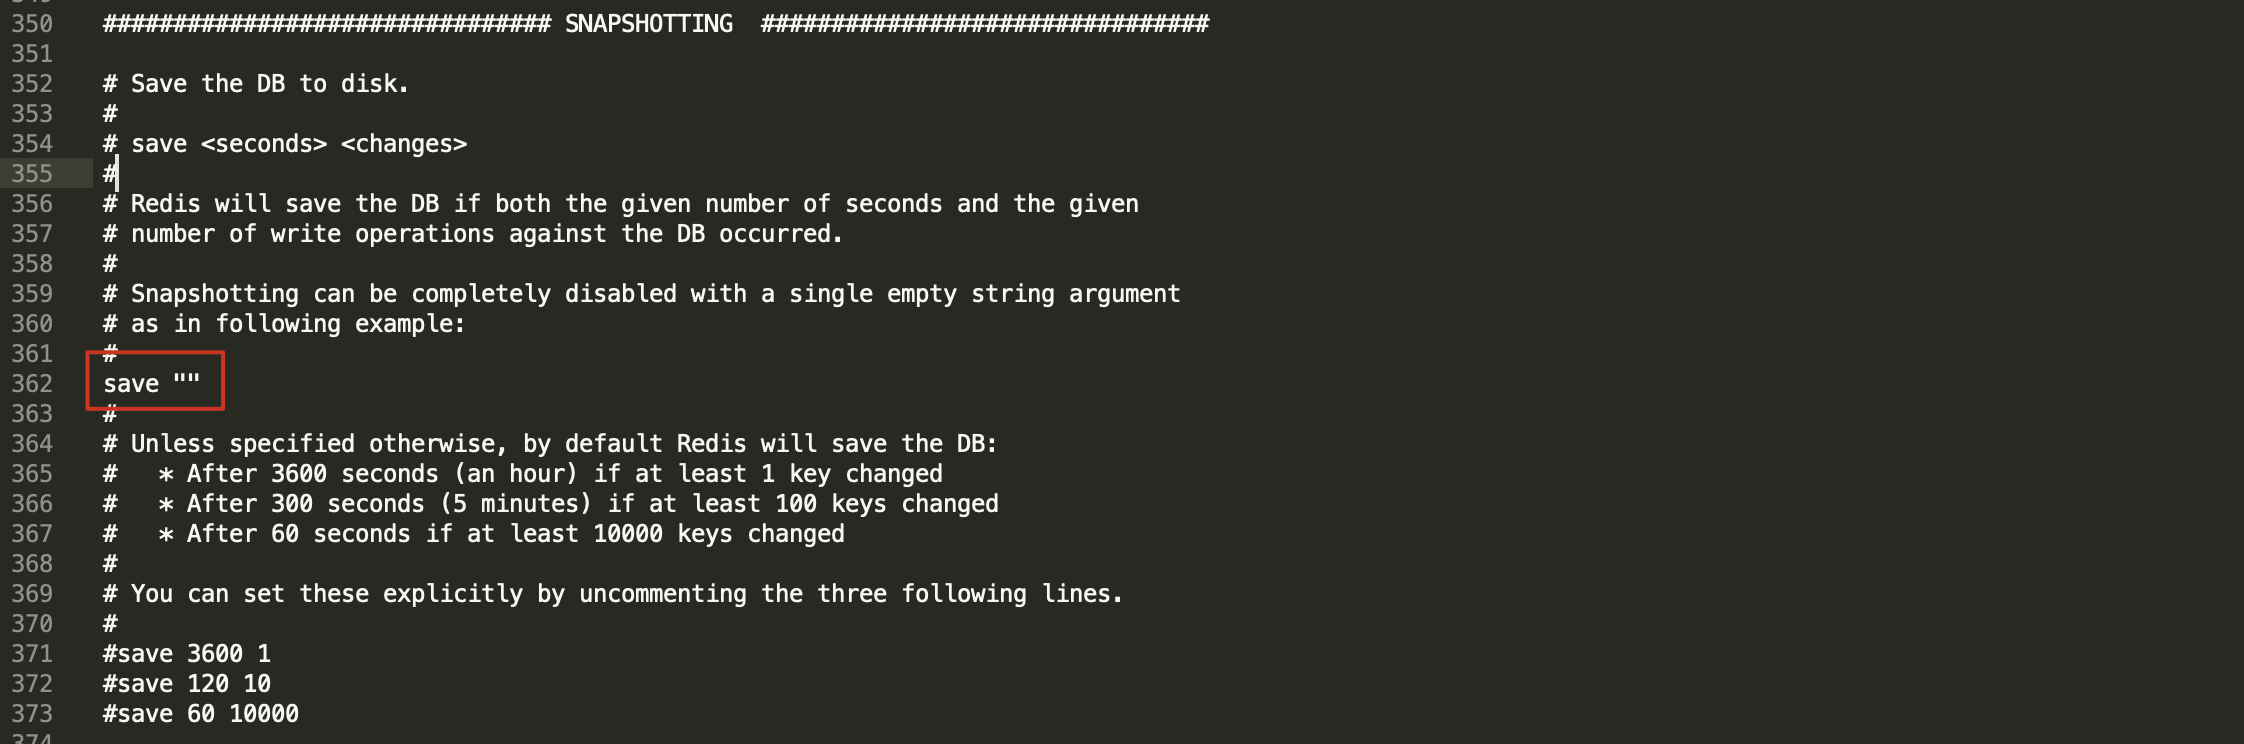 350 ################################ SNAPSHOTTING  ################################
351
352 # Save the DB to disk.
353 #
354 # save <seconds> <changes>
355 #
356 # Redis will save the DB if both the given number of seconds and the given
357 # number of write operations against the DB occurred.
358 #
359 # Snapshotting can be completely disabled with a single empty string argument
360 # as in following example:
361 #
362 save ""
363 #
364 # Unless specified otherwise, by default Redis will save the DB:
365 #   * After 3600 seconds (an hour) if at least 1 key changed
366 #   * After 300 seconds (5 minutes) if at least 100 keys changed
367 #   * After 60 seconds if at least 10000 keys changed
368 #
369 # You can set these explicitly by uncommenting the three following lines.
370 #
371 #save 3600 1
372 #save 120 10
373 #save 60 10000
374